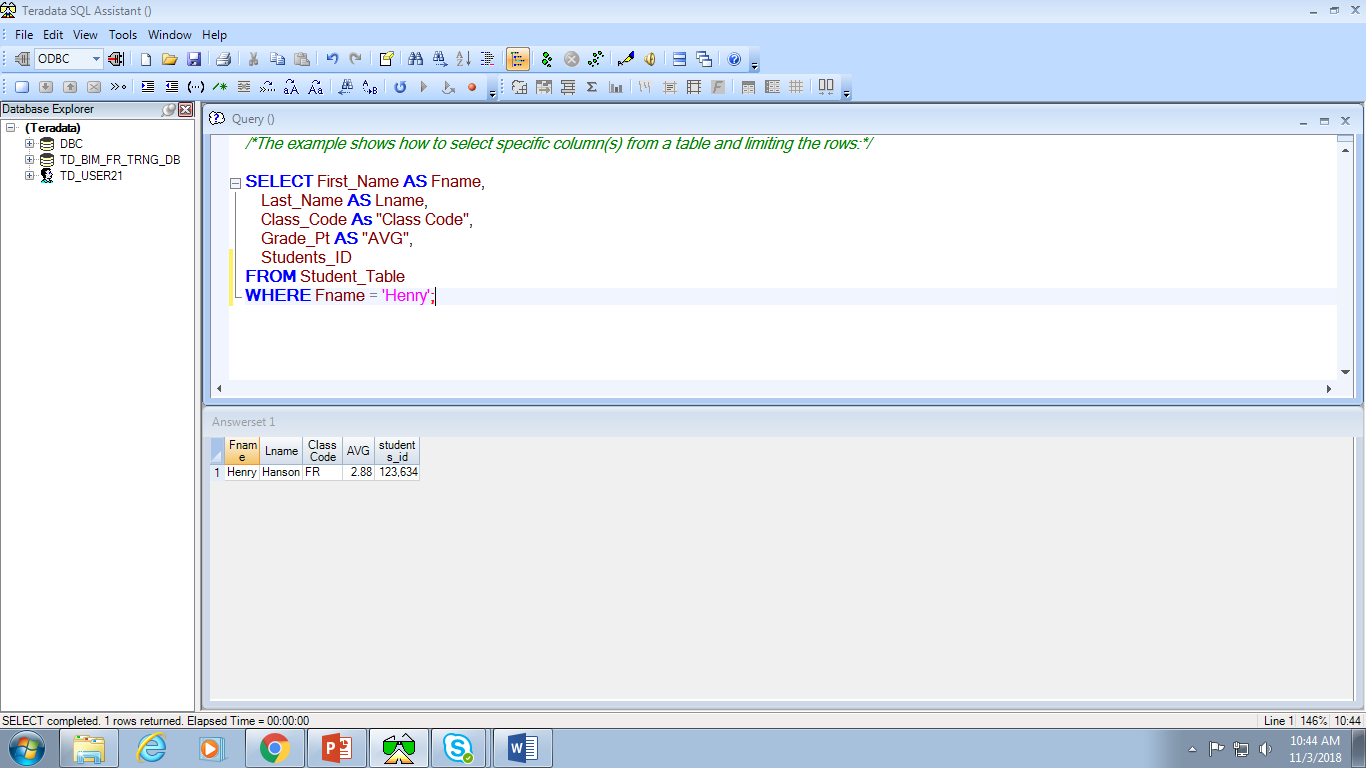 Teradata SQL Assistant ()
File Edit View Tools Window Help
ODBC
Database Explorer
(Teradata)
DBC
TD_BIM_FR_TRNG_DB
TD_USER21
Query ()
/*The example shows how to select specific column(s) from a table and limiting the rows:*/
SELECT First_Name AS Fname,
Last_Name AS Lname,
Class_Code As "Class Code",
Grade_Pt AS "AVG",
Students_ID
FROM Student_Table
WHERE Fname = 'Henry';
Answerset 1
Fnam
e
Lname
Class
Code
AVG
student
s_id
1 Henry Hanson FR 2.88 123,634
SELECT completed. 1 rows returned. Elapsed Time = 00:00:00
Line 1 146% 10:44
10:44 AM
11/3/2018